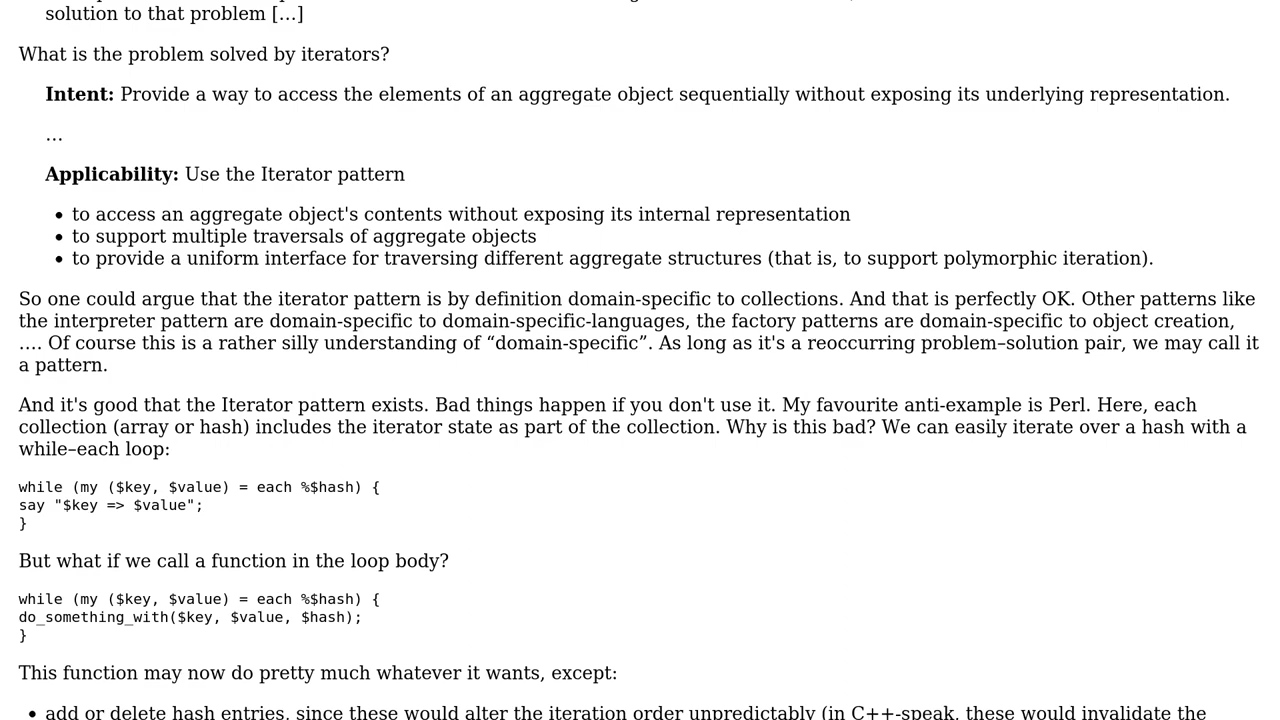 solution to that problem […]
What is the problem solved by iterators?
Intent: Provide a way to access the elements of an aggregate object sequentially without exposing its underlying representation.
…
Applicability: Use the Iterator pattern
• to access an aggregate object's contents without exposing its internal representation
• to support multiple traversals of aggregate objects
• to provide a uniform interface for traversing different aggregate structures (that is, to support polymorphic iteration).
So one could argue that the iterator pattern is by definition domain-specific to collections. And that is perfectly OK. Other patterns like
the interpreter pattern are domain-specific to domain-specific-languages, the factory patterns are domain-specific to object creation,
…. Of course this is a rather silly understanding of “domain-specific”. As long as it's a reoccurring problem–solution pair, we may call it
a pattern.
And it's good that the Iterator pattern exists. Bad things happen if you don't use it. My favourite anti-example is Perl. Here, each
collection (array or hash) includes the iterator state as part of the collection. Why is this bad? We can easily iterate over a hash with a
while–each loop:
while (my ($key, $value) = each %$hash) {
say "$key => $value";
}
But what if we call a function in the loop body?
while (my ($key, $value) = each %$hash) {
do_something_with($key, $value, $hash);
}
This function may now do pretty much whatever it wants, except:
• add or delete hash entries, since these would alter the iteration order unpredictably (in C++-speak, these would invalidate the